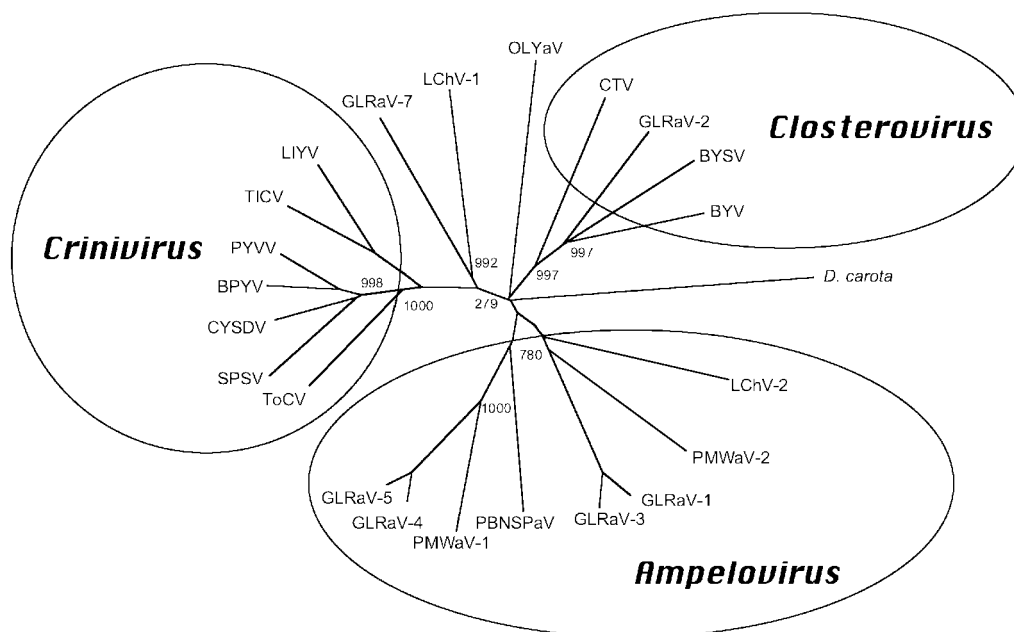 OLYaV
LChV-1
CTV
GLRaV-7
GLRaV-2
Closterovirus
LIYV
BYSV
TICV
BYV
Crinivirus
PYVV
992
997
997
D. carota
BPYV
998
279
1000
CYSDV
780
SPSV
ToCV
LChV-2
1000
PMWaV-2
GLRaV-5
GLRaV-1
GLRaV-4
PBNSPaV
GLRaV-3
PMWaV-1
Ampelovirus